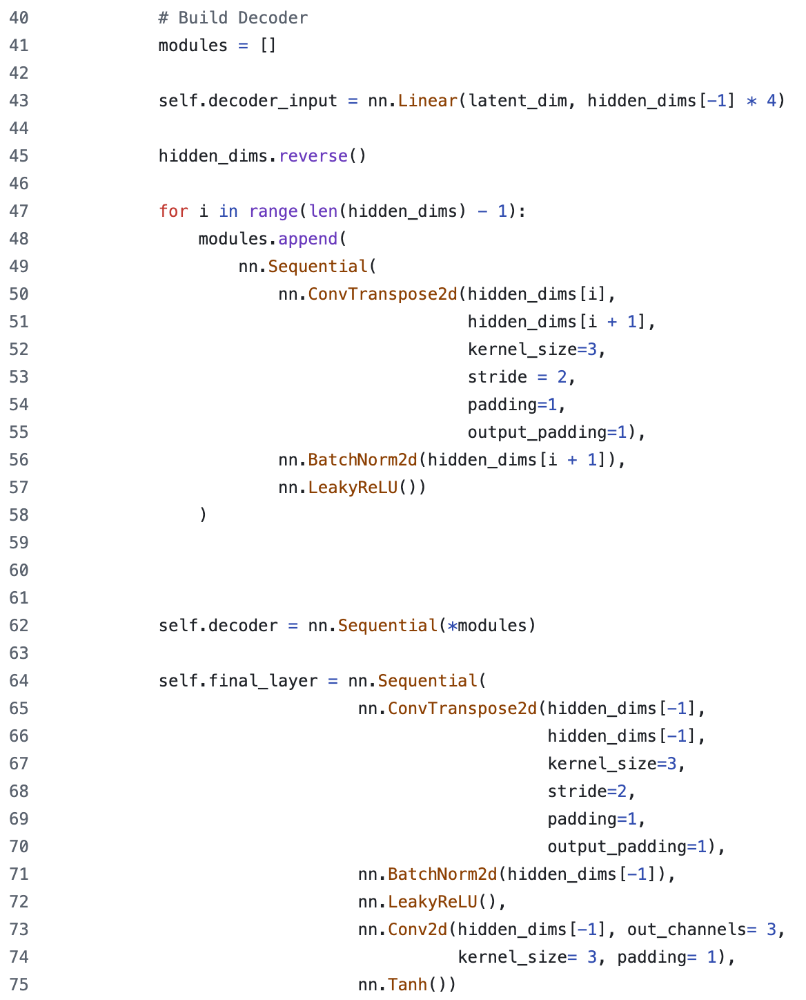 40 # Build Decoder
41 modules = []
42
43 self.decoder_input = nn.Linear(latent_dim, hidden_dims[-1] * 4)
44
45 hidden_dims.reverse()
46
47 for i in range(len(hidden_dims) - 1):
48 modules.append(
49 nn.Sequential(
50 nn.ConvTranspose2d(hidden_dims[i],
51 hidden_dims[i + 1],
52 kernel_size=3,
53 stride = 2,
54 padding=1,
55 output_padding=1),
56 nn.BatchNorm2d(hidden_dims[i + 1]),
57 nn.LeakyReLU())
58 )
59
60
61
62 self.decoder = nn.Sequential(*modules)
63
64 self.final_layer = nn.Sequential(
65 nn.ConvTranspose2d(hidden_dims[-1],
66 hidden_dims[-1],
67 kernel_size=3,
68 stride=2,
69 padding=1,
70 output_padding=1),
71 nn.BatchNorm2d(hidden_dims[-1]),
72 nn.LeakyReLU(),
73 nn.Conv2d(hidden_dims[-1], out_channels= 3,
74 kernel_size= 3, padding= 1),
75 nn.Tanh())